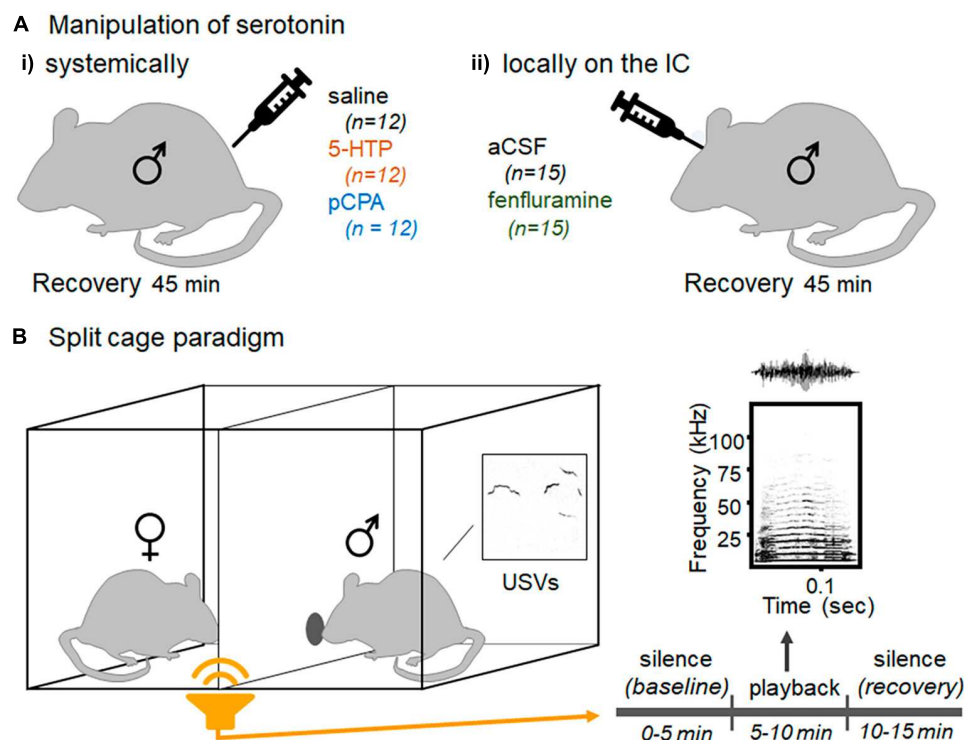 A Manipulation of serotonin
i) systemically
saline
(n=12)
5-HTP
(n=12)
pCPA
(n = 12)
Recovery 45 min
ii) locally on the IC
aCSF
(n=15)
fenfluramine
(n=15)
Recovery 45 min
B Split cage paradigm
♀
♂
USVs
Frequency (kHz)
100
75
50
25
0.1
Time (sec)
silence
(baseline)
playback
silence
(recovery)
0-5 min
5-10 min
10-15 min